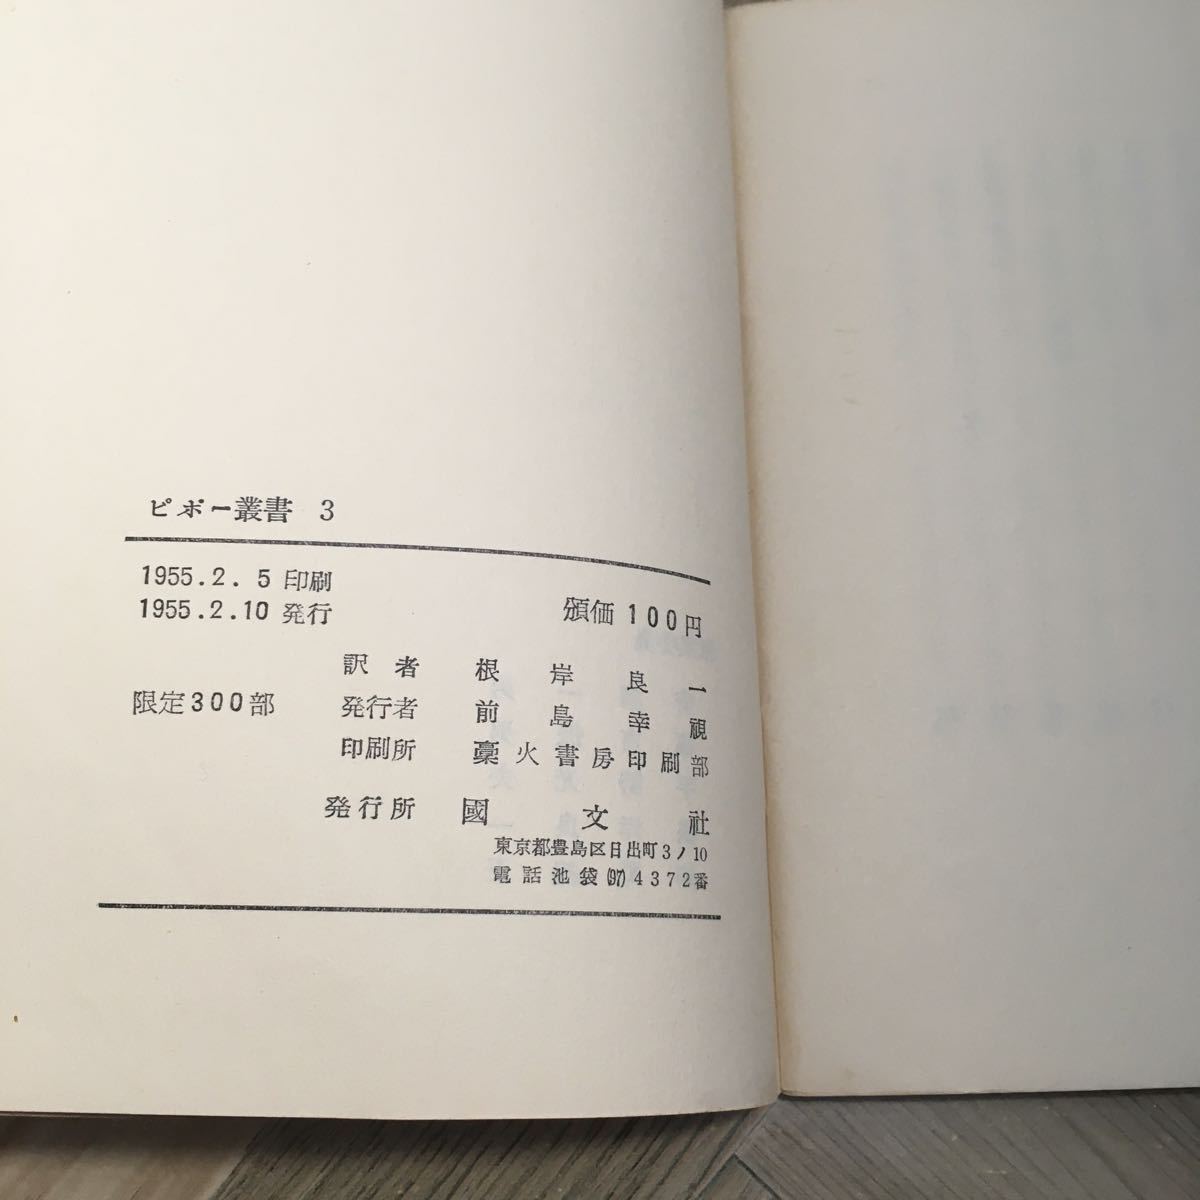 ピポー叢書 3
1955.2. 5 印刷
1955.2.10 発行
頒価 100円
訳者 根岸良一
限定300部
発行者 前島幸視
印刷所 藁火書房印刷部
発行所 國文社
東京都豊島区日出町3ノ10
電話池袋(97)4372番